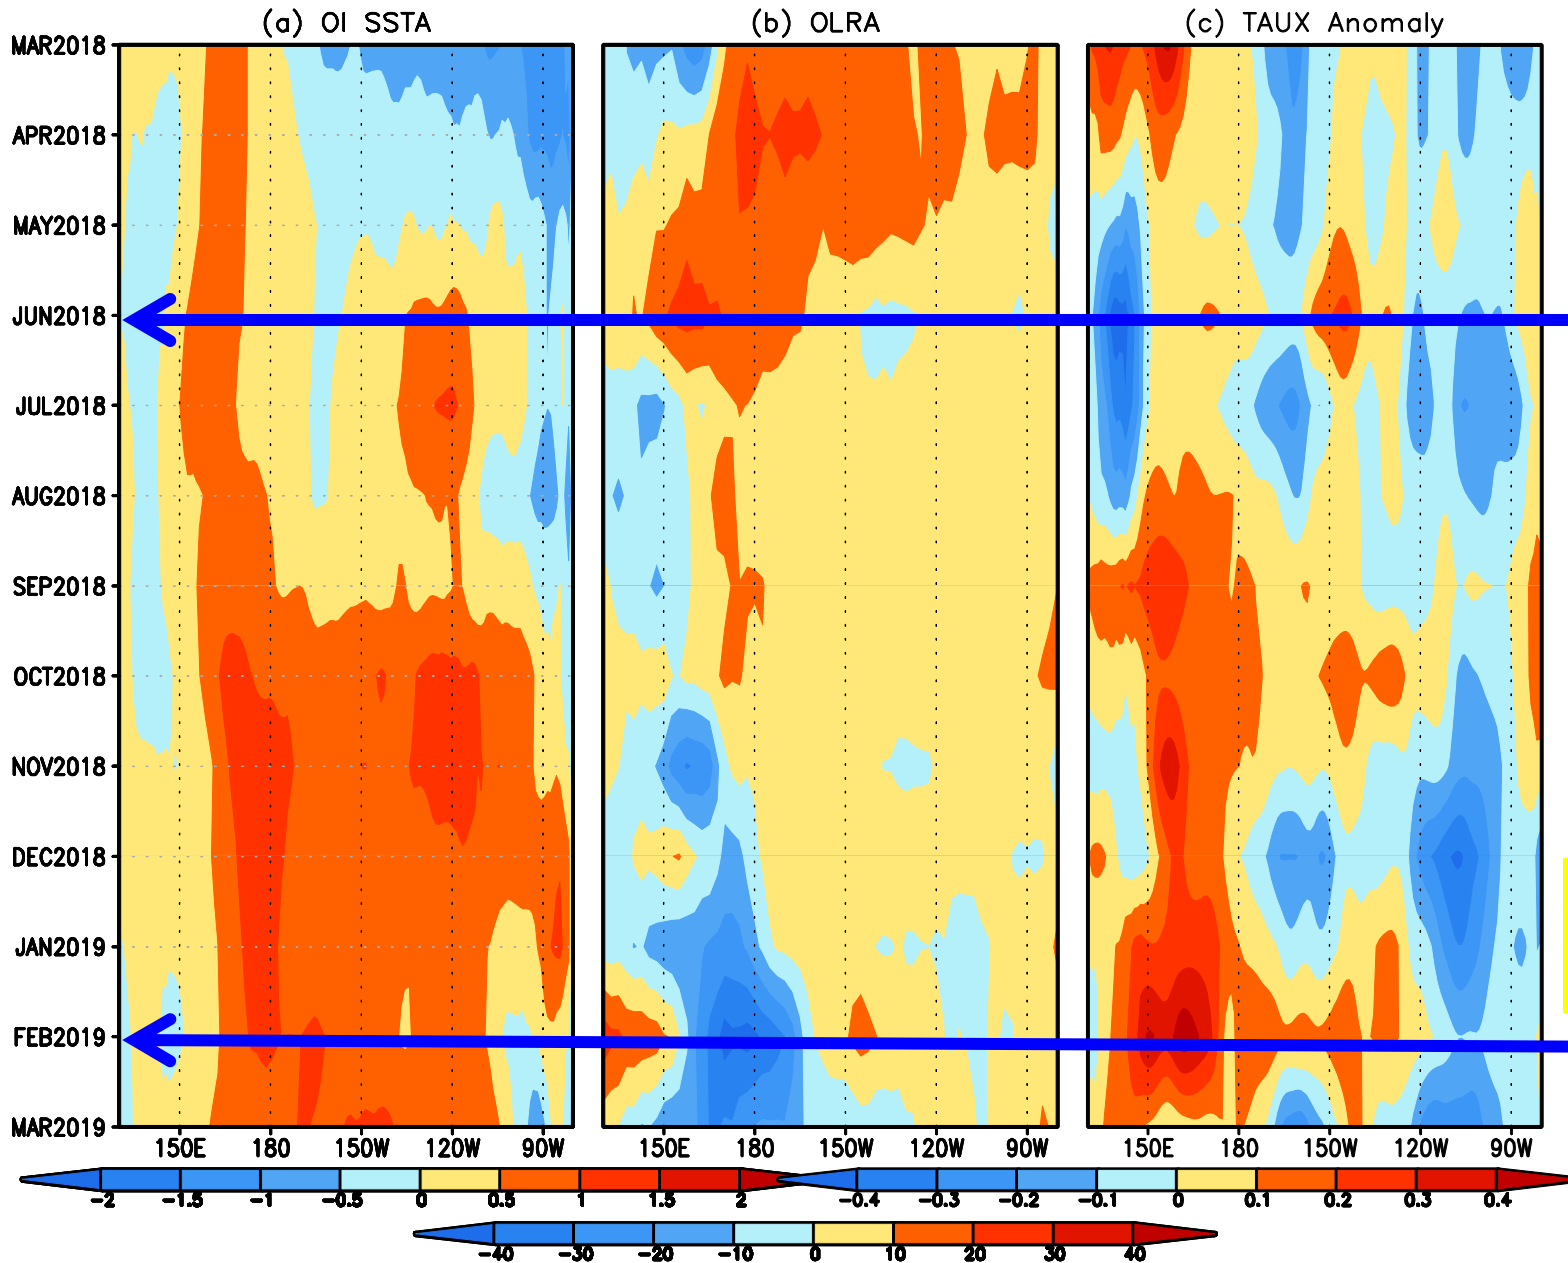 (a) OI SSTA (b) OLRA (c) TAUX Anomaly
MAR2018
APR2018
MAY2018
JUN2018
JUL2018
AUG2018
SEP2018
OCT2018
NOV2018
DEC2018
JAN2019
FEB2019
MAR2019
150E 180 150W 120W 90W 150E 180 150W 120W 90W 150E 180 150W 120W 90W
-2 -1.5 -1 -0.5 0 0.5 1 1.5 2 -0.4 -0.3 -0.2 -0.1 0 0.1 0.2 0.3 0.4
-40 -30 -20 -10 0 10 20 30 40